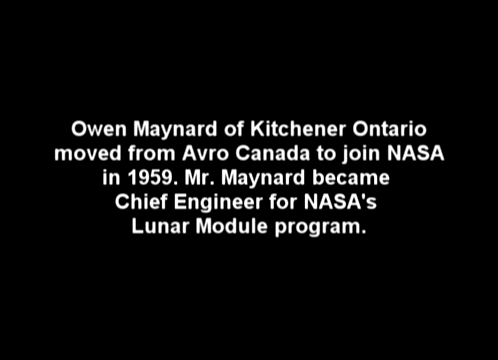 Owen Maynard of Kitchener Ontario
moved from Avro Canada to join NASA
in 1959. Mr. Maynard became
Chief Engineer for NASA's
Lunar Module program.